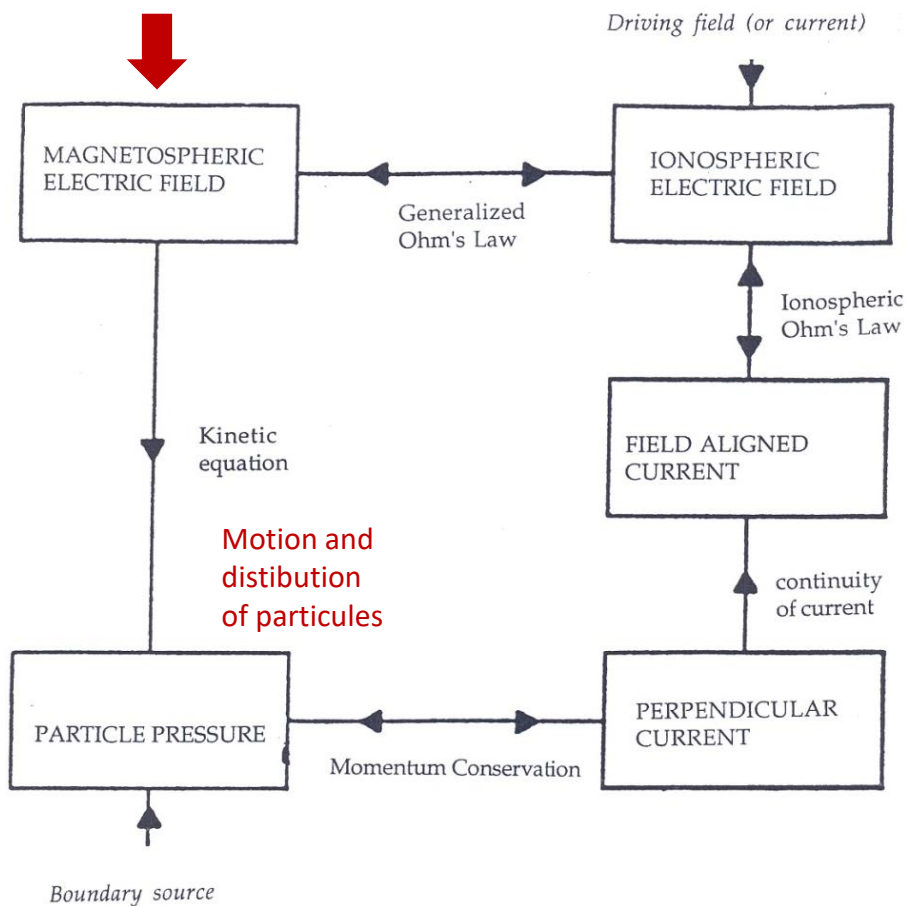 Driving field (or current)
MAGNETOSPHERIC
ELECTRIC FIELD
IONOSPHERIC
ELECTRIC FIELD
Generalized
Ohm's Law
Ionospheric
Ohm's Law
Kinetic
equation
FIELD ALIGNED
CURRENT
Motion and
distibution
of particules
continuity
of current
PARTICLE PRESSURE
PERPENDICULAR
CURRENT
Momentum Conservation
Boundary source